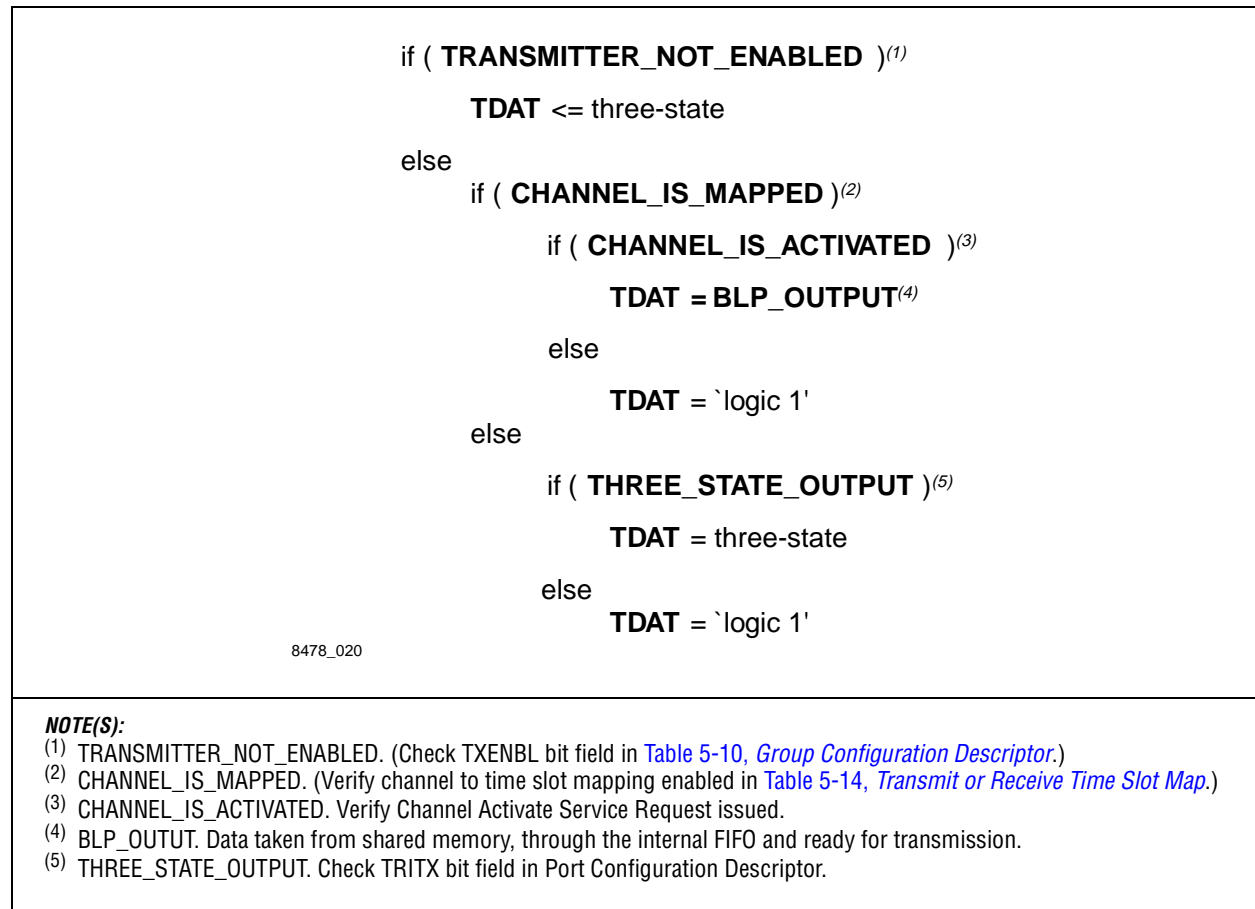 if ( TRANSMITTER_NOT_ENABLED )(1)
TDAT <= three-state
else
if ( CHANNEL_IS_MAPPED )(2)
if ( CHANNEL_IS_ACTIVATED )(3)
TDAT = BLP_OUTPUT(4)
else
TDAT = `logic 1'
else
if ( THREE_STATE_OUTPUT )(5)
TDAT = three-state
else
TDAT = `logic 1'
8478_020
NOTE(S):
(1) TRANSMITTER_NOT_ENABLED. (Check TXENBL bit field in Table 5-10, Group Configuration Descriptor.)
(2) CHANNEL_IS_MAPPED. (Verify channel to time slot mapping enabled in Table 5-14, Transmit or Receive Time Slot Map.)
(3) CHANNEL_IS_ACTIVATED. Verify Channel Activate Service Request issued.
(4) BLP_OUTUT. Data taken from shared memory, through the internal FIFO and ready for transmission.
(5) THREE_STATE_OUTPUT. Check TRITX bit field in Port Configuration Descriptor.